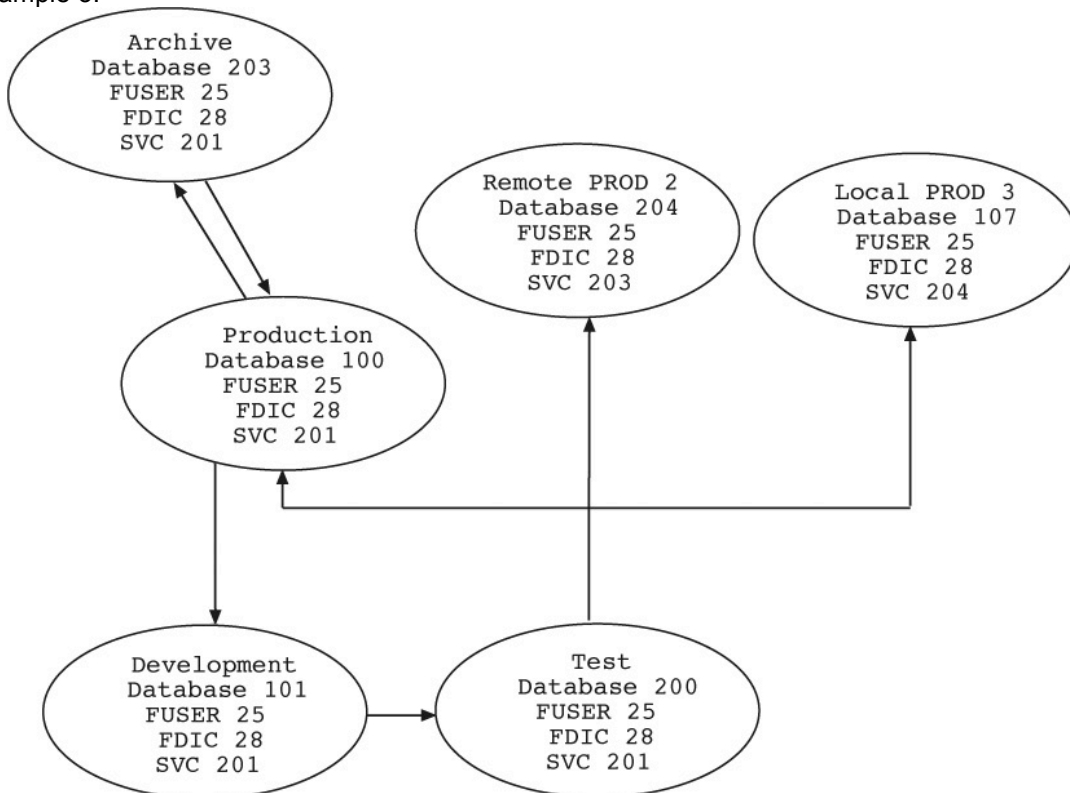 Archive
Database 203
FUSER 25
FDIC 28
SVC 201
Remote PROD 2
Database 204
FUSER 25
FDIC 28
SVC 203
Local PROD 3
Database 107
FUSER 25
FDIC 28
SVC 204
Production
Database 100
FUSER 25
FDIC 28
SVC 201
Development
Database 101
FUSER 25
FDIC 28
SVC 201
Test
Database 200
FUSER 25
FDIC 28
SVC 201